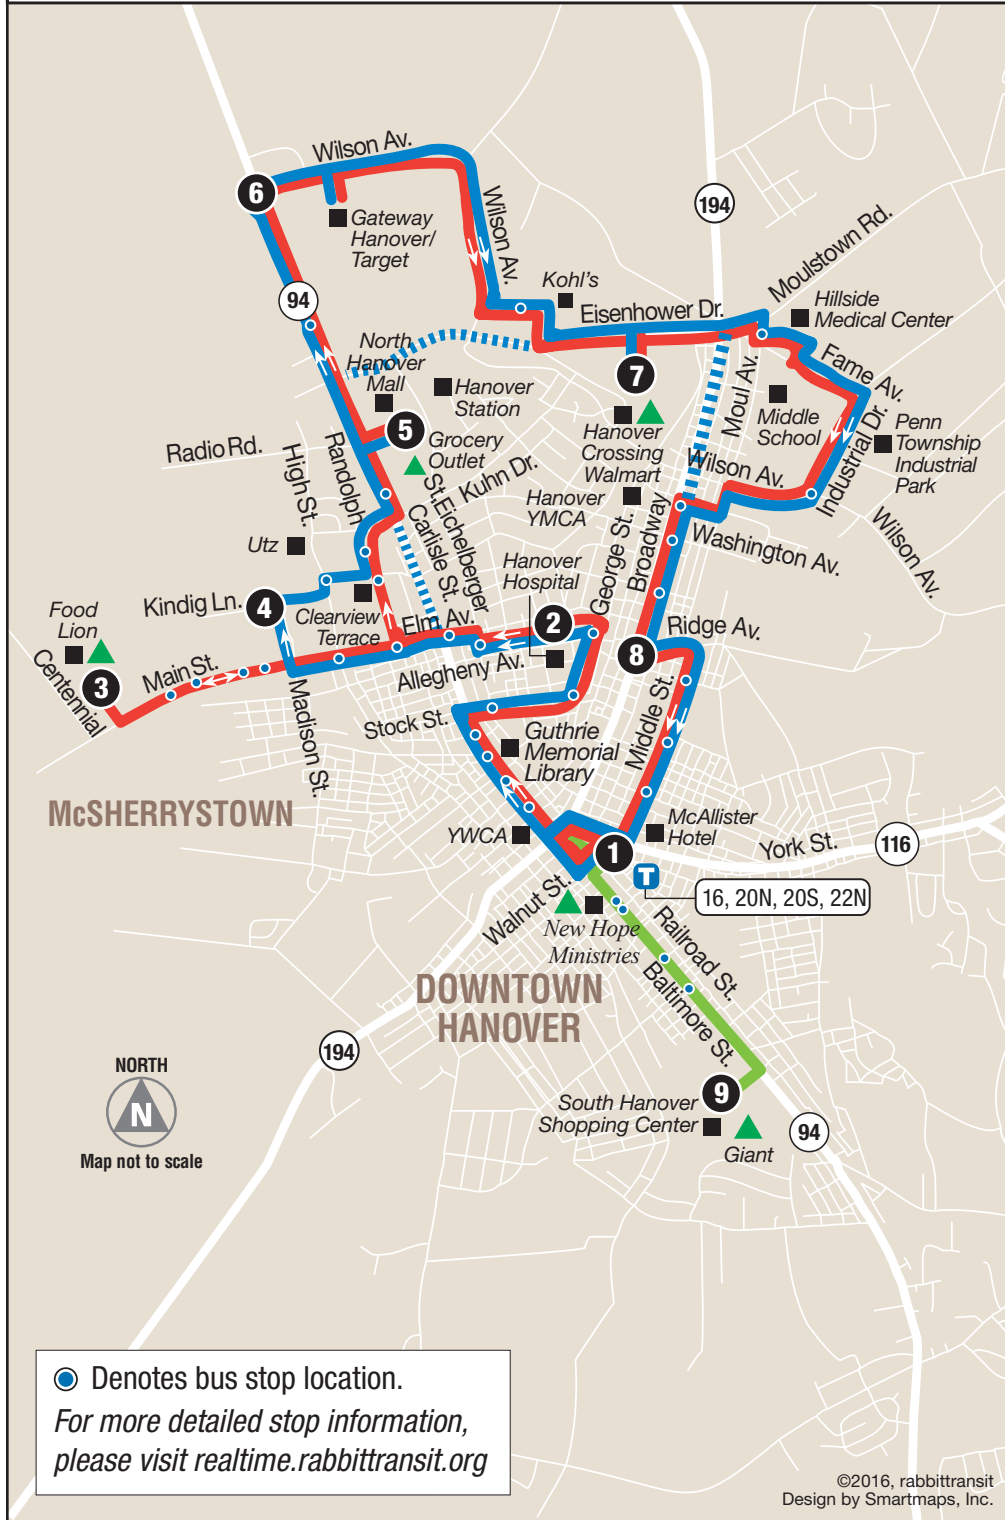 Wilson Av.
6
Gateway
Hanover/
Target
Wilson Av.
194
Moulstown Rd.
Kohl's
Eisenhower Dr.
Hillside
Medical Center
94
North
Hanover
Mall
Hanover
Station
7
Moul Av.
Fame Av.
Middle
School
Industrial Dr.
Penn
Township
Industrial
Park
5
Grocery
Outlet
Hanover
Crossing
Walmart
Radio Rd.
High St.
Randolph
St.
Eichelberger
Kuhn Dr.
Carlisle St.
Hanover
YMCA
George St.
Broadway
Wilson Av.
Washington Av.
Wilson Av.
Utz
Hanover
Hospital
Kindig Ln.
4
Clearview
Terrace
Elm Av.
2
Allegheny Av.
Ridge Av.
8
Food
Lion
3
Centennial
Main St.
Madison St.
Stock St.
Middle St.
Guthrie
Memorial
Library
McSHERRYSTOWN
YWCA
1
McAllister
Hotel
York St.
116
T
16, 20N, 20S, 22N
Walnut St.
New Hope
Ministries
Railroad St.
Baltimore St.
DOWNTOWN
HANOVER
194
NORTH
N
Map not to scale
9
South Hanover
Shopping Center
Giant
94
Denotes bus stop location.
For more detailed stop information,
please visit realtime.rabbittransit.org
©2016, rabbittransit
Design by Smartmaps, Inc.